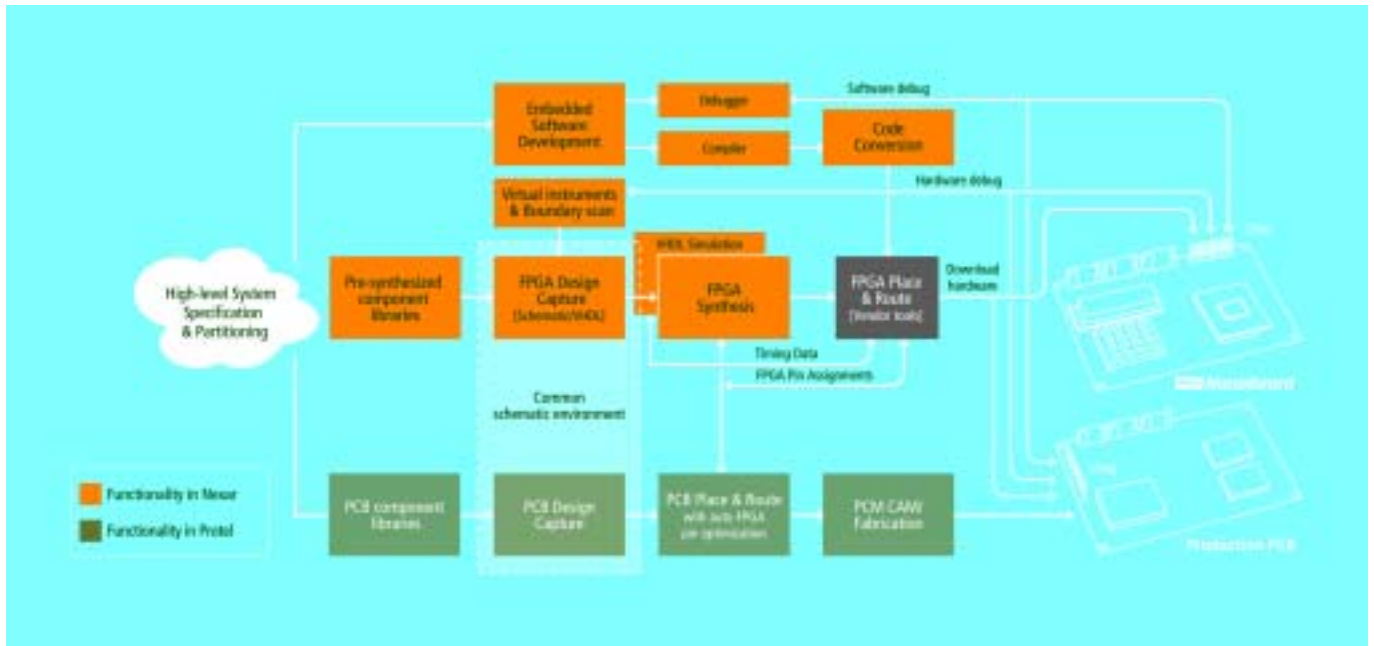 Software debug
Debugger
Embedded
Software
Development
Code
Conversion
Compiler
Hardware debug
Virtual instruments
& Boundary scan
VHDL Simulation
High-level System
Specification
& Partitioning
Pre-synthesized
component
libraries
FPGA Design
Capture
(Schematic/VHDL)
FPGA
Synthesis
FPGA Place
& Route
(Vendor tools)
Download
hardware
Timing Data
FPGA Pin Assignments
Common
schematic environment
NanoBoard
Functionality in Nexar
Functionality in Protel
PCB component
libraries
PCB Design
Capture
PCB Place & Route
with auto FPGA
pin optimization
PCM CAM/
Fabrication
Production PCB